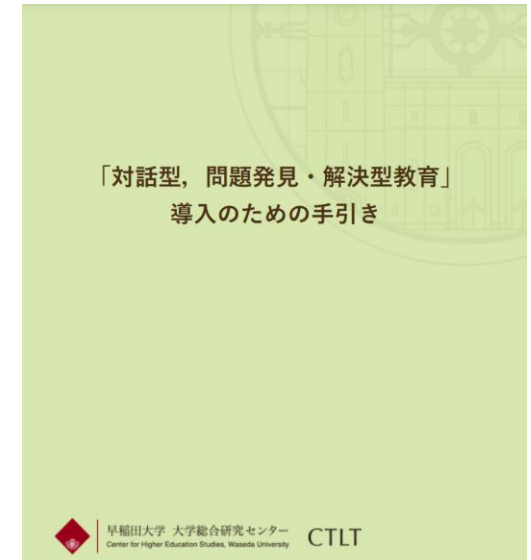 「対話型，問題発見・解決型教育」
導入のための手引き
早稲田大学 大学総合研究センター
Center for Higher Education Studies, Waseda University
CTLT